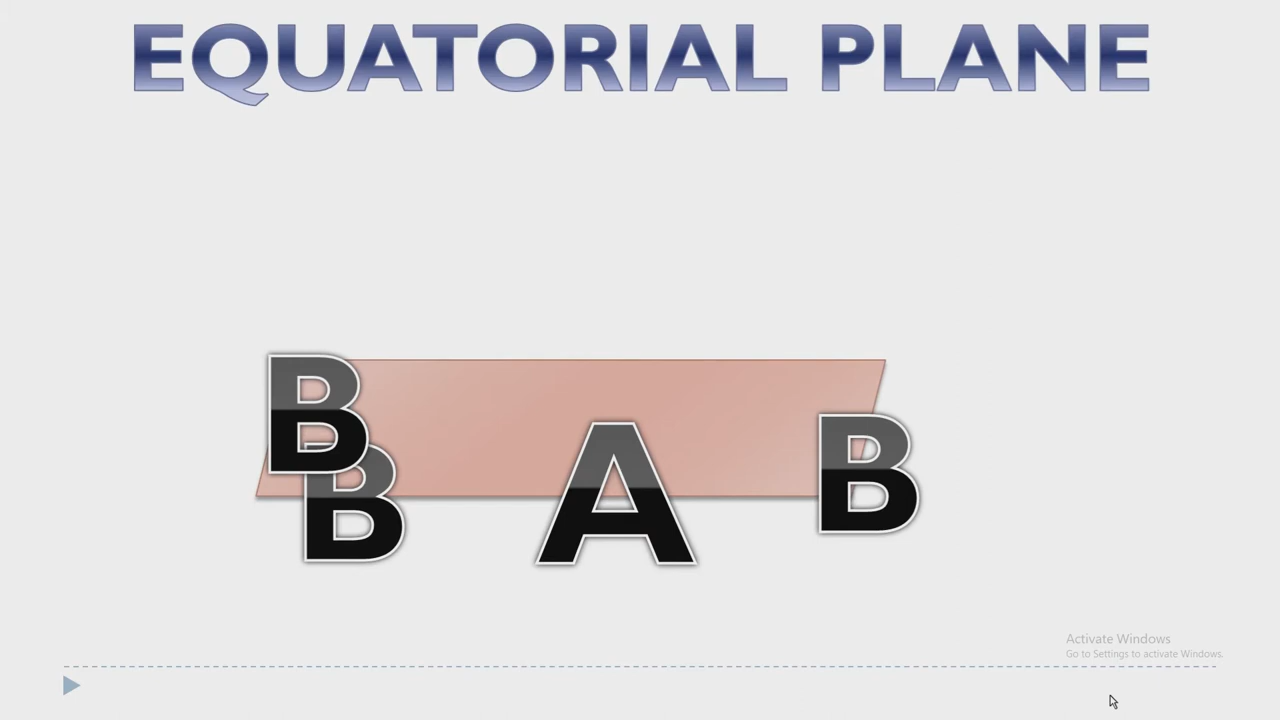 EQUATORIAL PLANE
B
B
A
B
Activate Windows
Go to Settings to activate Windows.